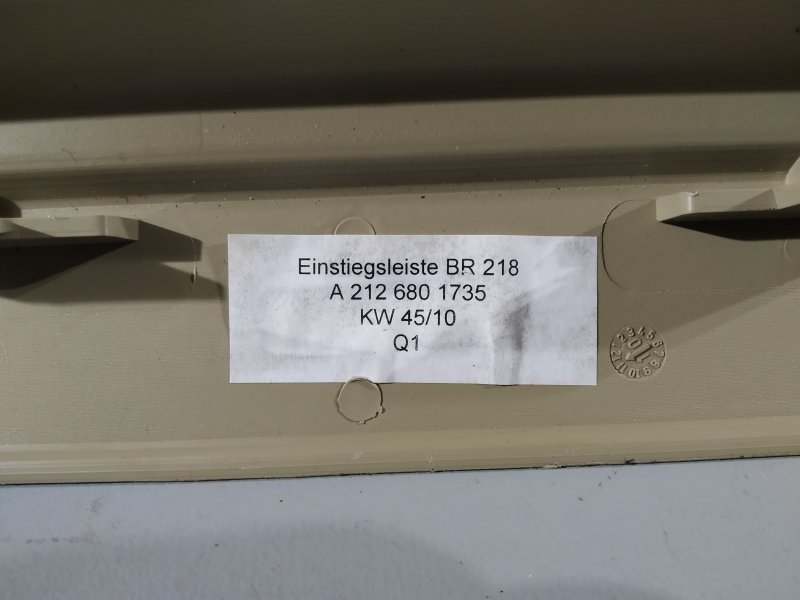 Einstiegsleiste BR 218
A 212 680 1735
KW 45/10
Q1